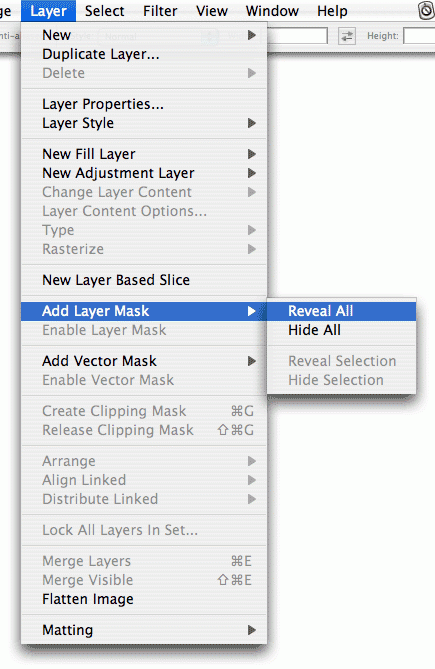 ge Layer Select Filter View Window Help
nti-a Normal Height:
New
Duplicate Layer...
Delete
Layer Properties...
Layer Style
New Fill Layer
New Adjustment Layer
Change Layer Content
Layer Content Options...
Type
Rasterize
New Layer Based Slice
Add Layer Mask
Enable Layer Mask
Add Vector Mask
Enable Vector Mask
Create Clipping Mask ⌘G
Release Clipping Mask ⇧⌘G
Arrange
Align Linked
Distribute Linked
Lock All Layers In Set...
Merge Layers ⌘E
Merge Visible ⇧⌘E
Flatten Image
Matting
Reveal All
Hide All
Reveal Selection
Hide Selection